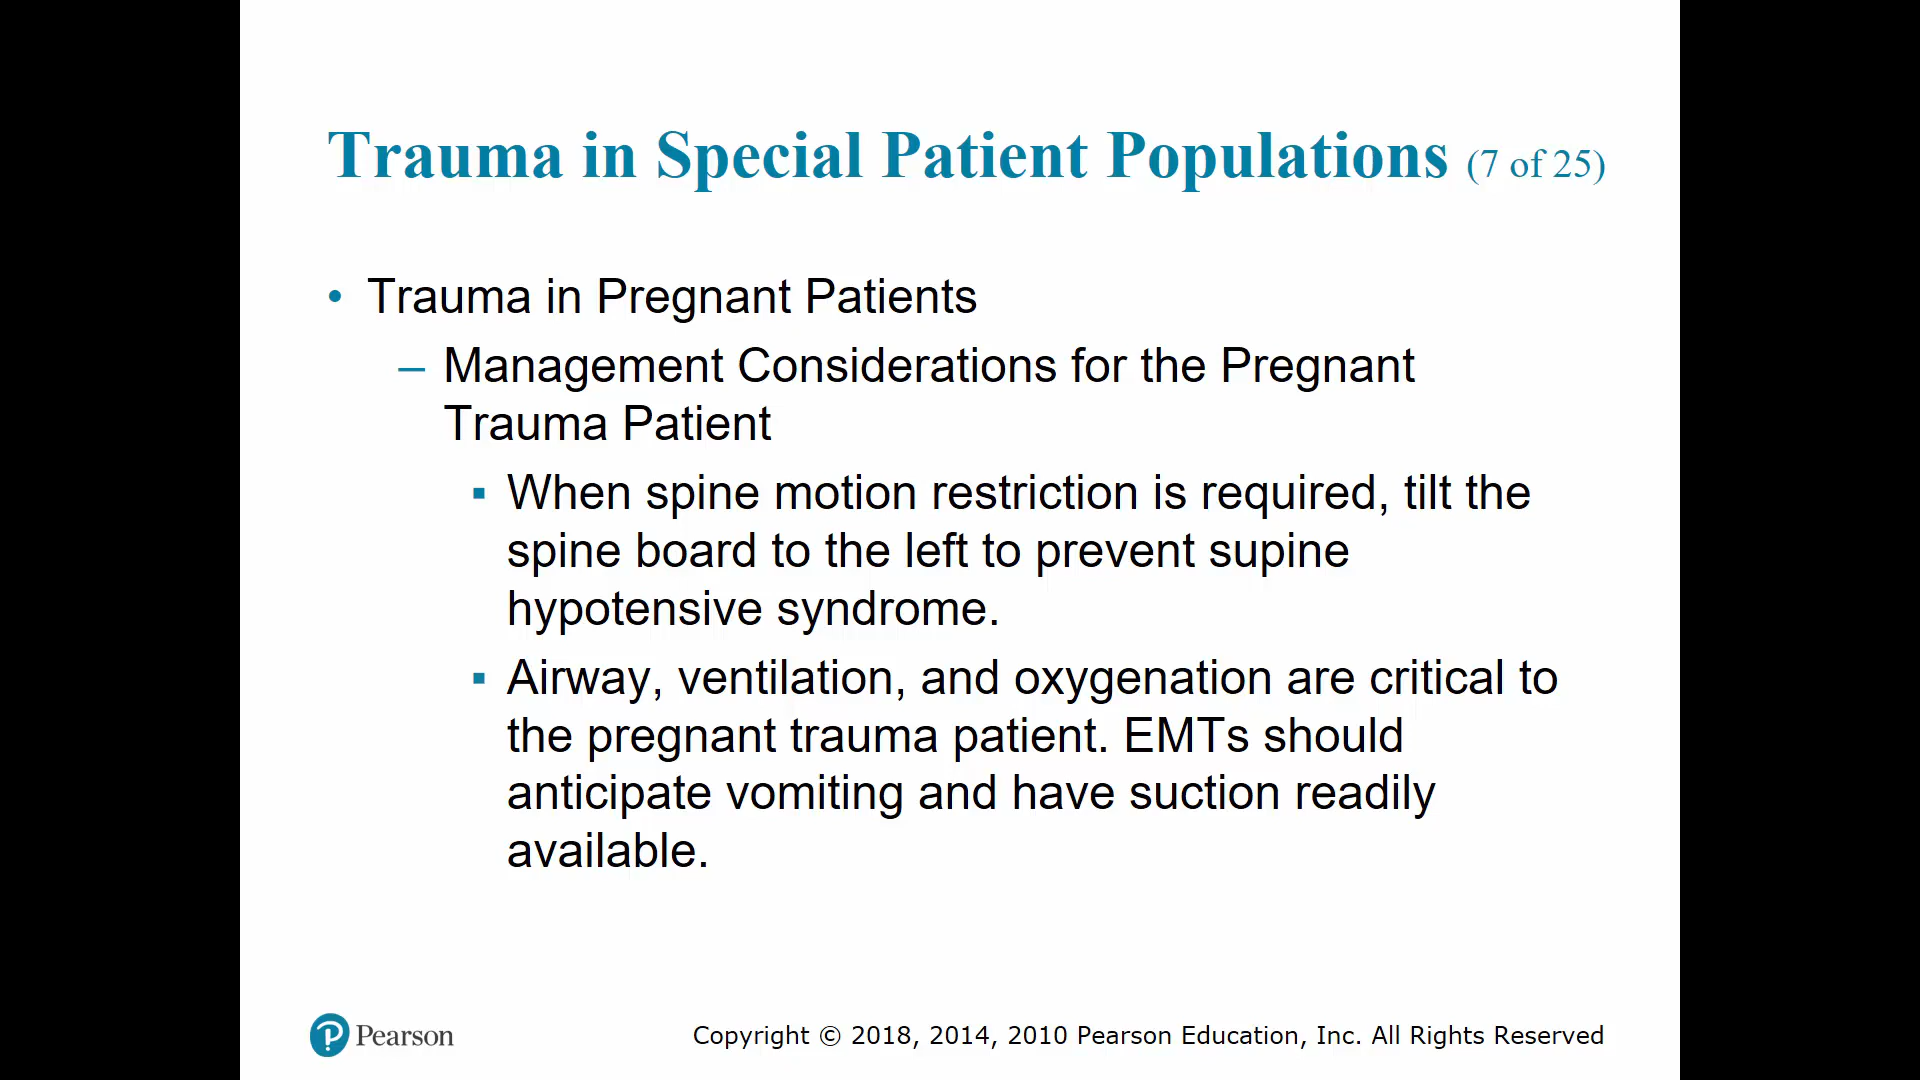 Trauma in Special Patient Populations (7 of 25)
• Trauma in Pregnant Patients
– Management Considerations for the Pregnant
Trauma Patient
▪ When spine motion restriction is required, tilt the
spine board to the left to prevent supine
hypotensive syndrome.
▪ Airway, ventilation, and oxygenation are critical to
the pregnant trauma patient. EMTs should
anticipate vomiting and have suction readily
available.
Pearson
Copyright © 2018, 2014, 2010 Pearson Education, Inc. All Rights Reserved